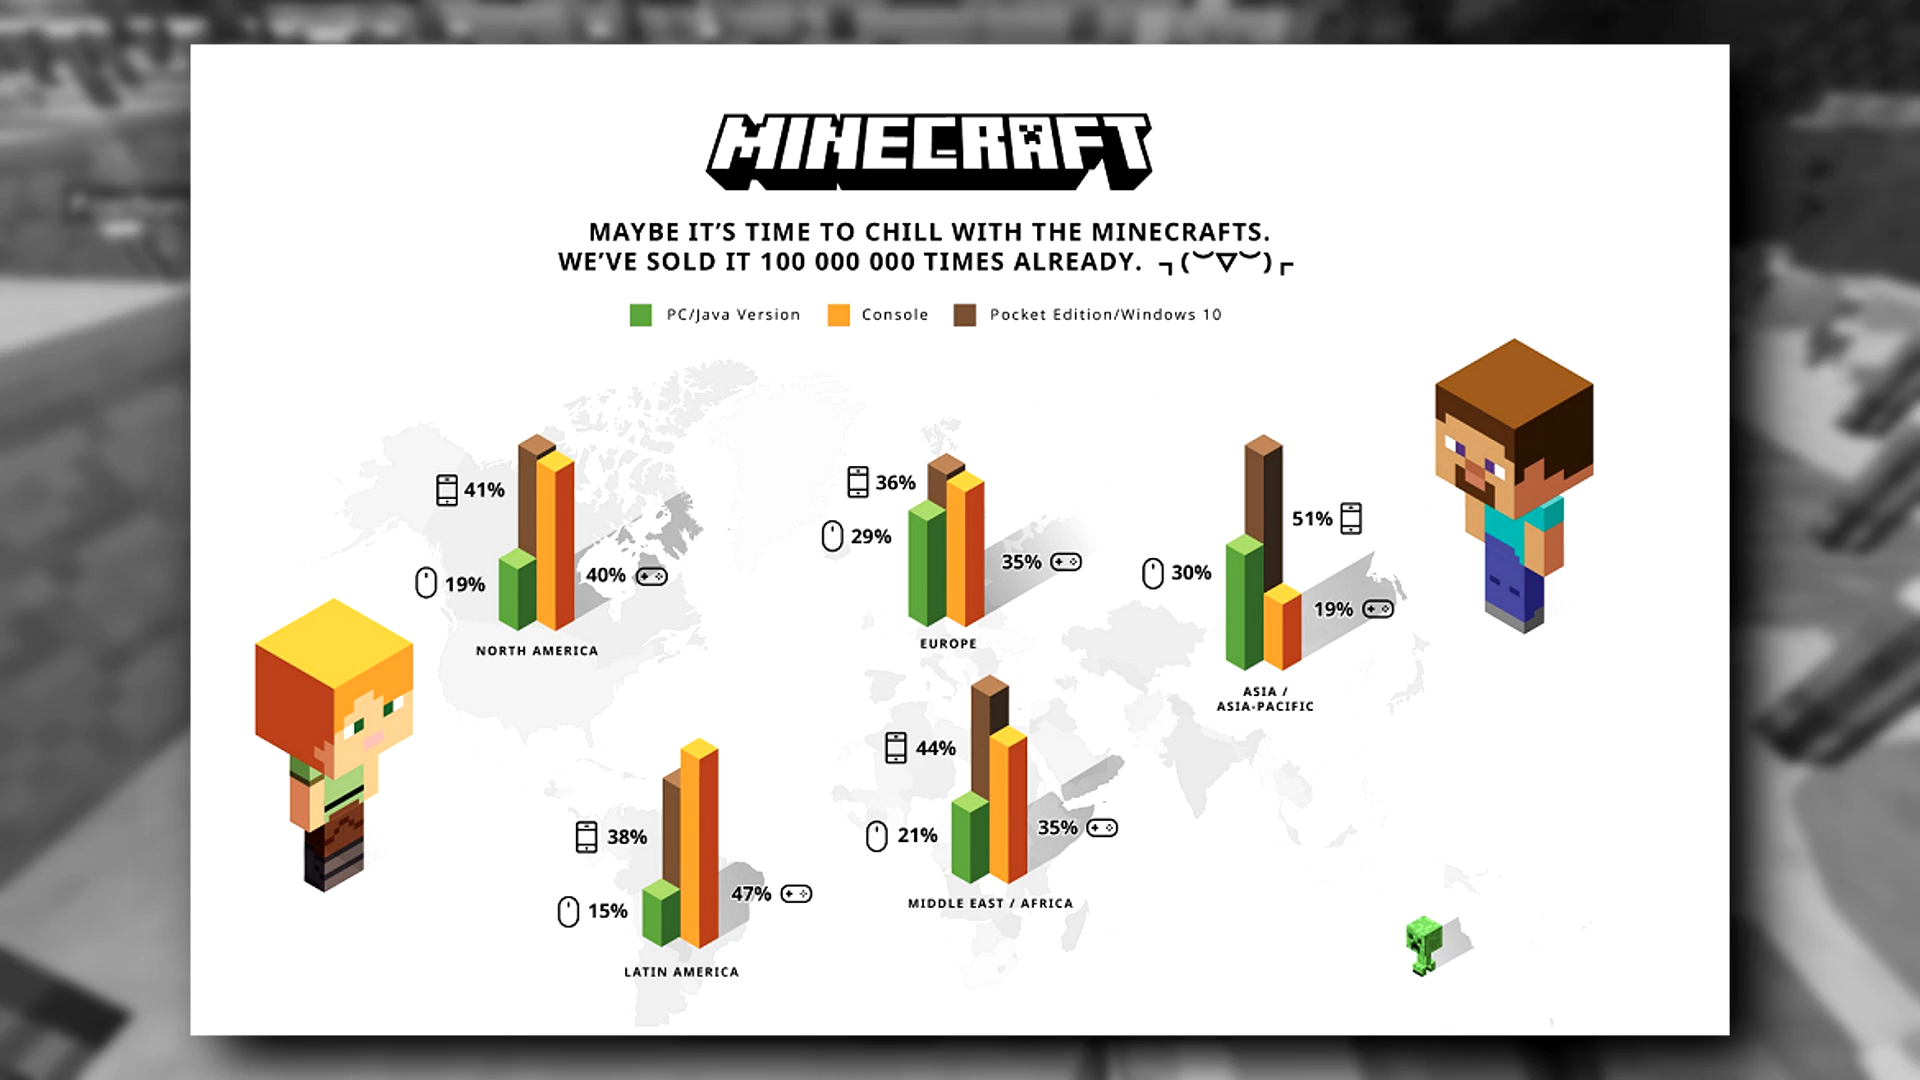 MINECRAFT
MAYBE IT'S TIME TO CHILL WITH THE MINECRAFTS.
WE'VE SOLD IT 100 000 000 TIMES ALREADY. ┐(︶▽︶)┌
PC/Java Version Console Pocket Edition/Windows 10
41%
19%
40%
NORTH AMERICA
36%
29%
35%
EUROPE
51%
30%
19%
ASIA /
ASIA-PACIFIC
44%
21%
35%
MIDDLE EAST / AFRICA
38%
15%
47%
LATIN AMERICA